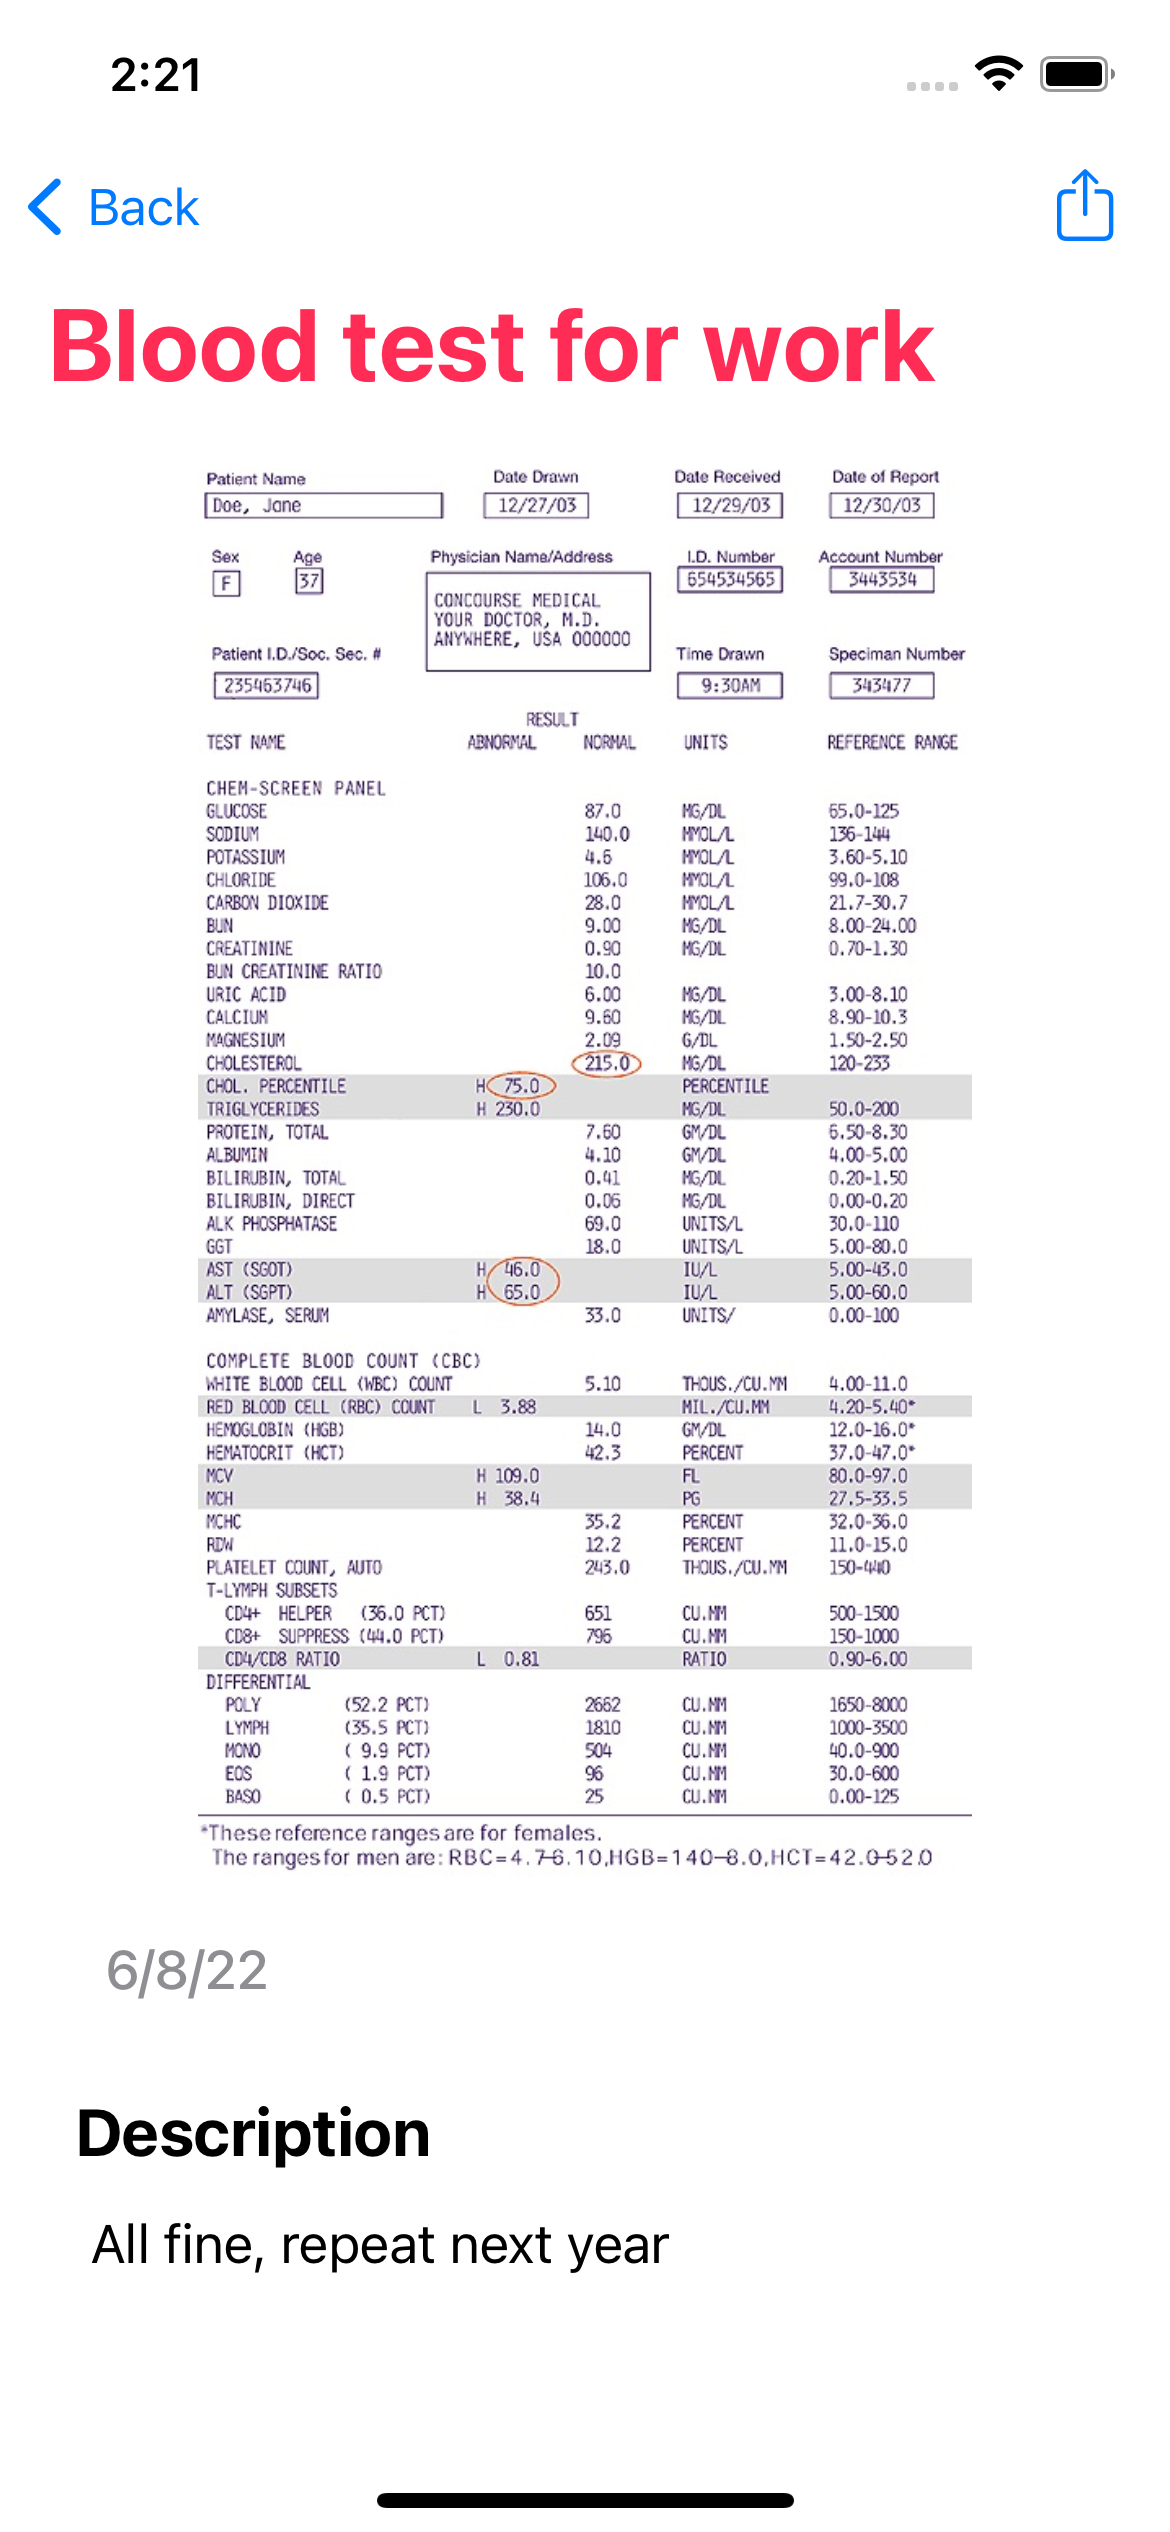 2:21
Back
Blood test for work
Patient Name Date Drawn Date Received Date of Report
Doe, Jane 12/27/03 12/29/03 12/30/03
Sex Age Physician Name/Address I.D. Number Account Number
F 37 654534565 3443534
CONCOURSE MEDICAL
YOUR DOCTOR, M.D.
ANYWHERE, USA 000000
Patient I.D./Soc. Sec. # Time Drawn Speciman Number
235463746 9:30AM 343477
RESULT
TEST NAME ABNORMAL NORMAL UNITS REFERENCE RANGE
CHEM-SCREEN PANEL
GLUCOSE 87.0 MG/DL 65.0-125
SODIUM 140.0 MMOL/L 136-144
POTASSIUM 4.6 MMOL/L 3.60-5.10
CHLORIDE 106.0 MMOL/L 99.0-108
CARBON DIOXIDE 28.0 MMOL/L 21.7-30.7
BUN 9.00 MG/DL 8.00-24.00
CREATININE 0.90 MG/DL 0.70-1.30
BUN CREATININE RATIO 10.0
URIC ACID 6.00 MG/DL 3.00-8.10
CALCIUM 9.60 MG/DL 8.90-10.3
MAGNESIUM 2.09 G/DL 1.50-2.50
CHOLESTEROL 215.0 MG/DL 120-233
CHOL. PERCENTILE H 75.0 PERCENTILE
TRIGLYCERIDES H 230.0 MG/DL 50.0-200
PROTEIN, TOTAL 7.60 GM/DL 6.50-8.30
ALBUMIN 4.10 GM/DL 4.00-5.00
BILIRUBIN, TOTAL 0.41 MG/DL 0.20-1.50
BILIRUBIN, DIRECT 0.06 MG/DL 0.00-0.20
ALK PHOSPHATASE 69.0 UNITS/L 30.0-110
GGT 18.0 UNITS/L 5.00-80.0
AST (SGOT) H 46.0 IU/L 5.00-43.0
ALT (SGPT) H 65.0 IU/L 5.00-60.0
AMYLASE, SERUM 33.0 UNITS/ 0.00-100
COMPLETE BLOOD COUNT (CBC)
WHITE BLOOD CELL (WBC) COUNT 5.10 THOUS./CU.MM 4.00-11.0
RED BLOOD CELL (RBC) COUNT L 3.88 MIL./CU.MM 4.20-5.40*
HEMOGLOBIN (HGB) 14.0 GM/DL 12.0-16.0*
HEMATOCRIT (HCT) 42.3 PERCENT 37.0-47.0*
MCV H 109.0 FL 80.0-97.0
MCH H 38.4 PG 27.5-33.5
MCHC 35.2 PERCENT 32.0-36.0
RDW 12.2 PERCENT 11.0-15.0
PLATELET COUNT, AUTO 243.0 THOUS./CU.MM 150-440
T-LYMPH SUBSETS
CD4+ HELPER (36.0 PCT) 651 CU.MM 500-1500
CD8+ SUPPRESS (44.0 PCT) 796 CU.MM 150-1000
CD4/CD8 RATIO L 0.81 RATIO 0.90-6.00
DIFFERENTIAL
POLY (52.2 PCT) 2662 CU.MM 1650-8000
LYMPH (35.5 PCT) 1810 CU.MM 1000-3500
MONO ( 9.9 PCT) 504 CU.MM 40.0-900
EOS ( 1.9 PCT) 96 CU.MM 30.0-600
BASO ( 0.5 PCT) 25 CU.MM 0.00-125
*These reference ranges are for females.
The ranges for men are: RBC=4.7-6.10,HGB=140-8.0,HCT=42.0-52.0
6/8/22
Description
All fine, repeat next year